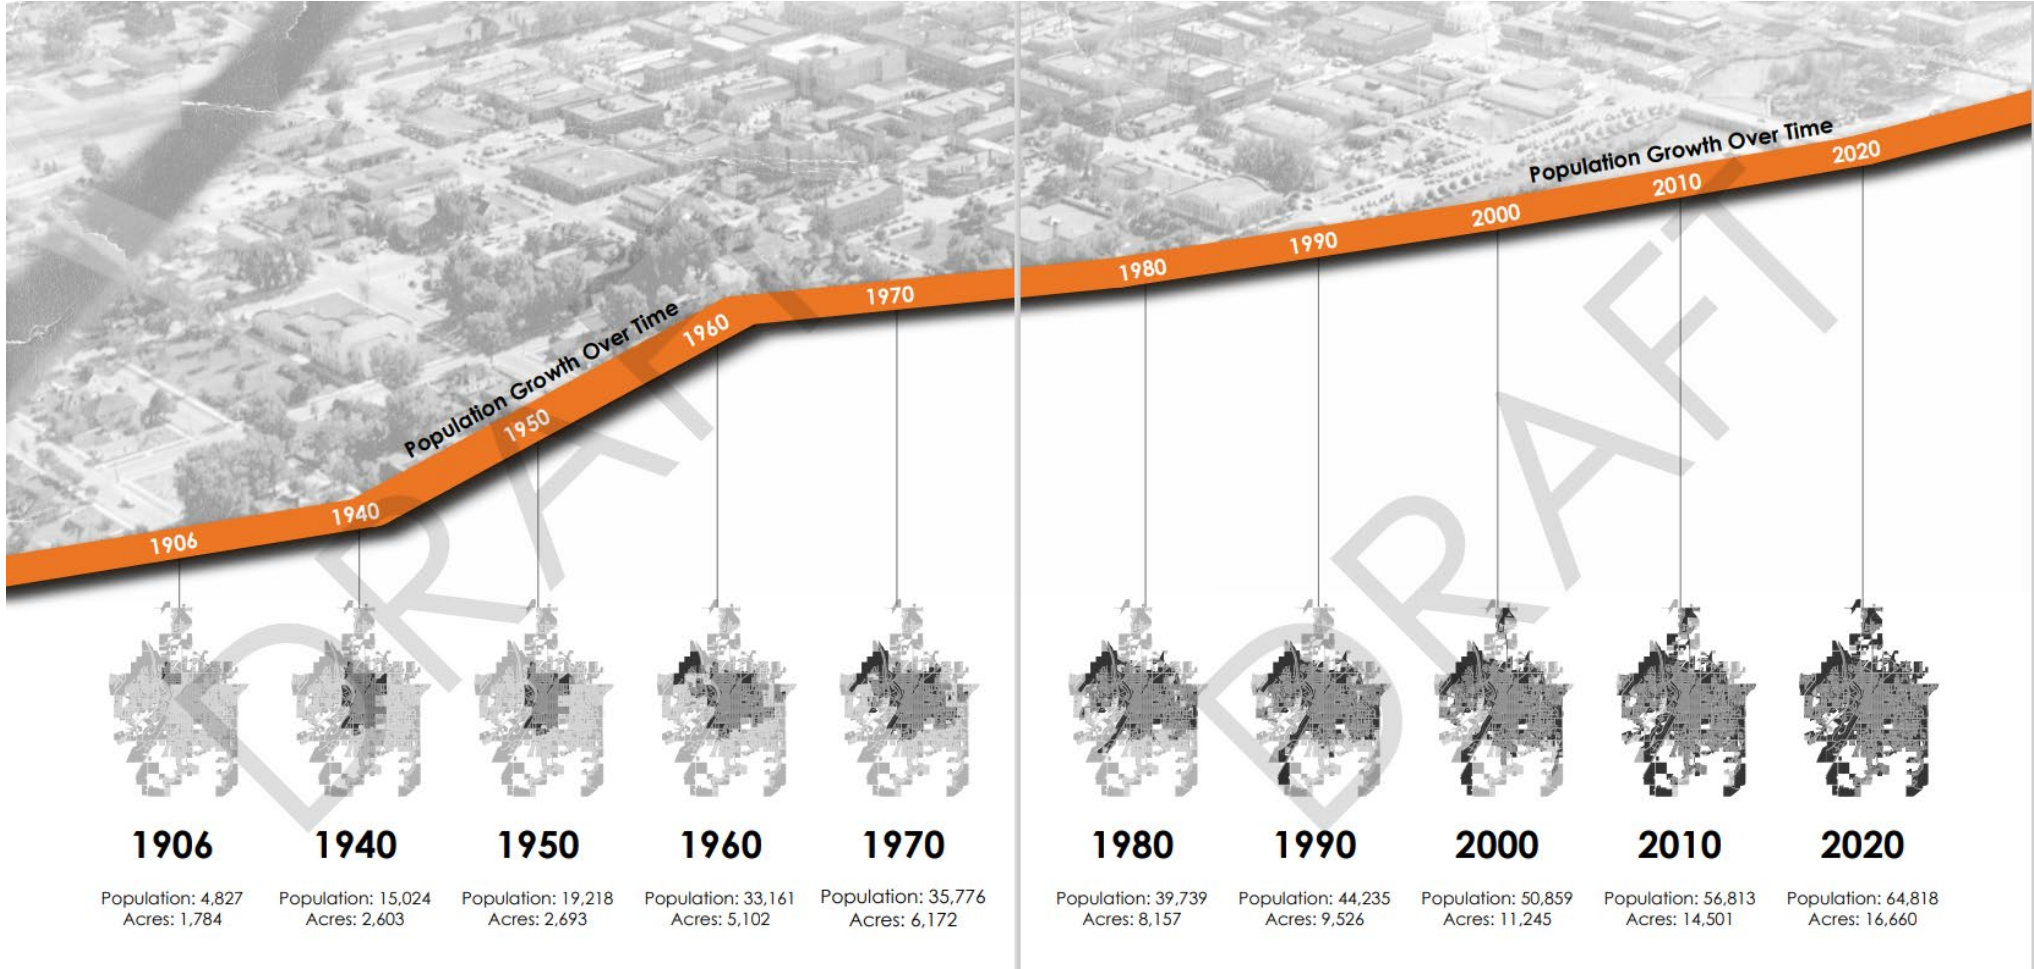 Population Growth Over Time
Population Growth Over Time
1906
1940
1950
1960
1970
1980
1990
2000
2010
2020
DRAFT
DRAFT
1906
Population: 4,827
Acres: 1,784
1940
Population: 15,024
Acres: 2,603
1950
Population: 19,218
Acres: 2,693
1960
Population: 33,161
Acres: 5,102
1970
Population: 35,776
Acres: 6,172
1980
Population: 39,739
Acres: 8,157
1990
Population: 44,235
Acres: 9,526
2000
Population: 50,859
Acres: 11,245
2010
Population: 56,813
Acres: 14,501
2020
Population: 64,818
Acres: 16,660